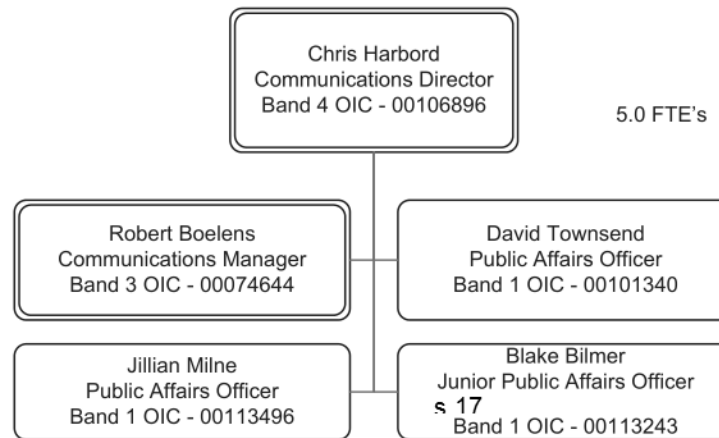 Chris Harbord
Communications Director
Band 4 OIC - 00106896
5.0 FTE's
Robert Boelens
Communications Manager
Band 3 OIC - 00074644
David Townsend
Public Affairs Officer
Band 1 OIC - 00101340
Jillian Milne
Public Affairs Officer
Band 1 OIC - 00113496
Blake Bilmer
Junior Public Affairs Officer
s 17
Band 1 OIC - 00113243